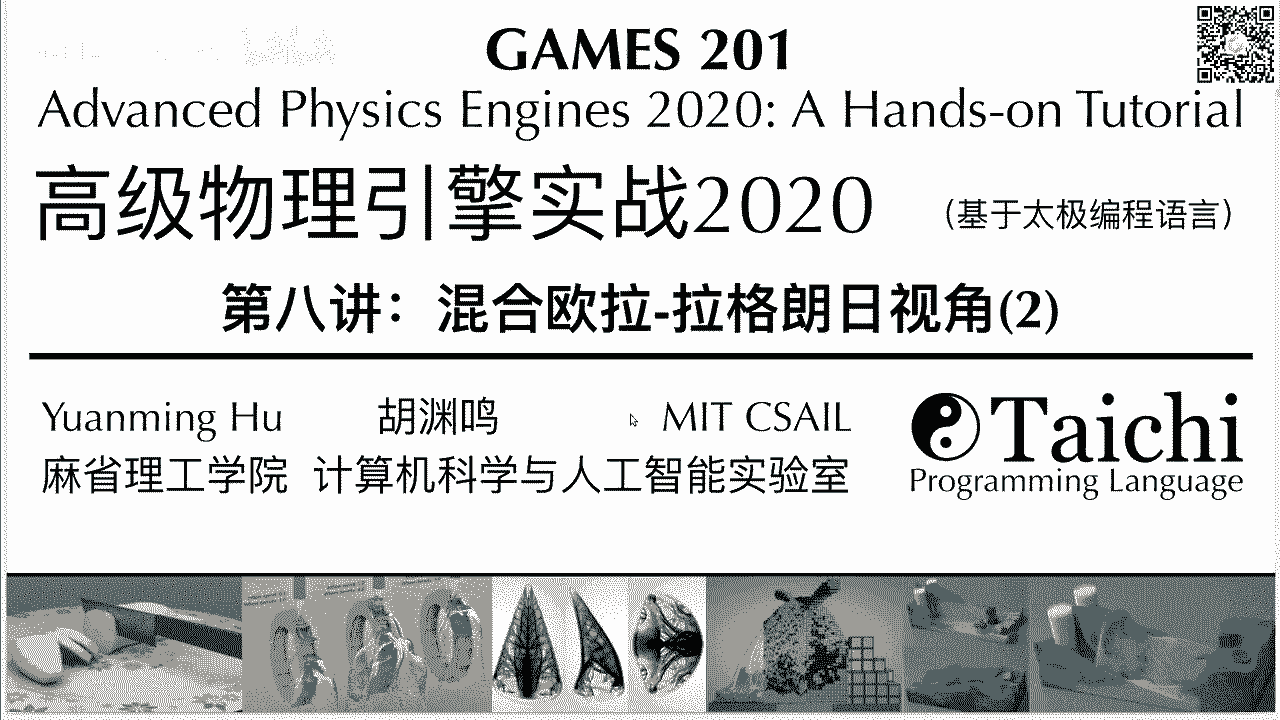 GAMES 201
Advanced Physics Engines 2020: A Hands-on Tutorial
高级物理引擎实战2020 (基于太极编程语言)
第八讲：混合欧拉-拉格朗日视角(2)
Yuanming Hu 胡渊鸣 MIT CSAIL
麻省理工学院 计算机科学与人工智能实验室
Taichi
Programming Language